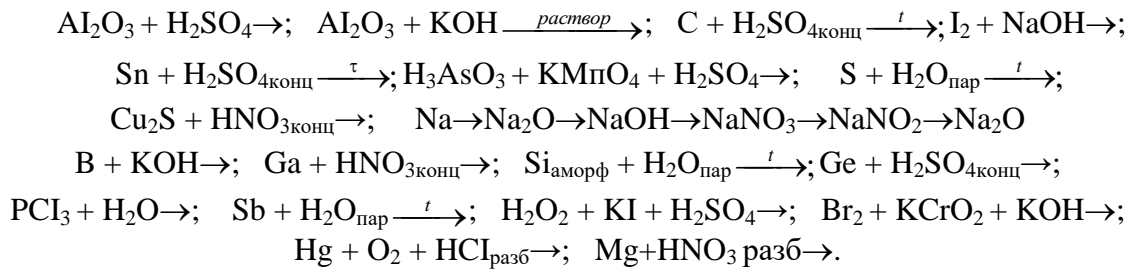 AI₂O₃ + H₂SO₄→; AI₂O₃ + KOH —раствор→; C + H₂SO₄конц —t→; I₂ + NaOH→;
Sn + H₂SO₄конц —τ→; H₃AsO₃ + KMпO₄ + H₂SO₄→; S + H₂Oпар —t→;
Cu₂S + HNO₃конц→; Na→Na₂O→NaOH→NaNO₃→NaNO₂→Na₂O
B + KOH→; Ga + HNO₃конц→; Siаморф + H₂Oпар —t→; Ge + H₂SO₄конц→;
PCI₃ + H₂O→; Sb + H₂Oпар —t→; H₂O₂ + KI + H₂SO₄→; Br₂ + KCrO₂ + KOH→;
Hg + O₂ + HCIразб→; Mg+HNO₃ разб→.